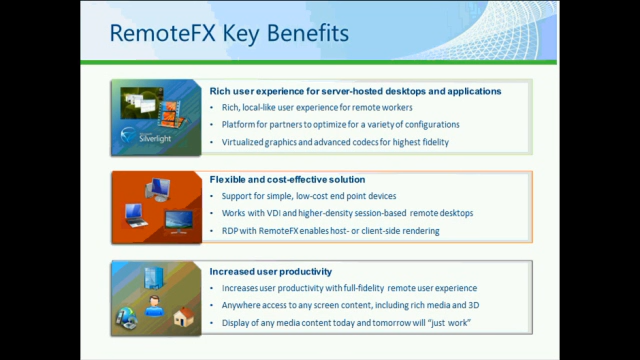 RemoteFX Key Benefits
Rich user experience for server-hosted desktops and applications
• Rich, local-like user experience for remote workers
• Platform for partners to optimize for a variety of configurations
• Virtualized graphics and advanced codecs for highest fidelity
Silverlight
Flexible and cost-effective solution
• Support for simple, low-cost end point devices
• Works with VDI and higher-density session-based remote desktops
• RDP with RemoteFX enables host- or client-side rendering
Increased user productivity
• Increases user productivity with full-fidelity remote user experience
• Anywhere access to any screen content, including rich media and 3D
• Display of any media content today and tomorrow will “just work”